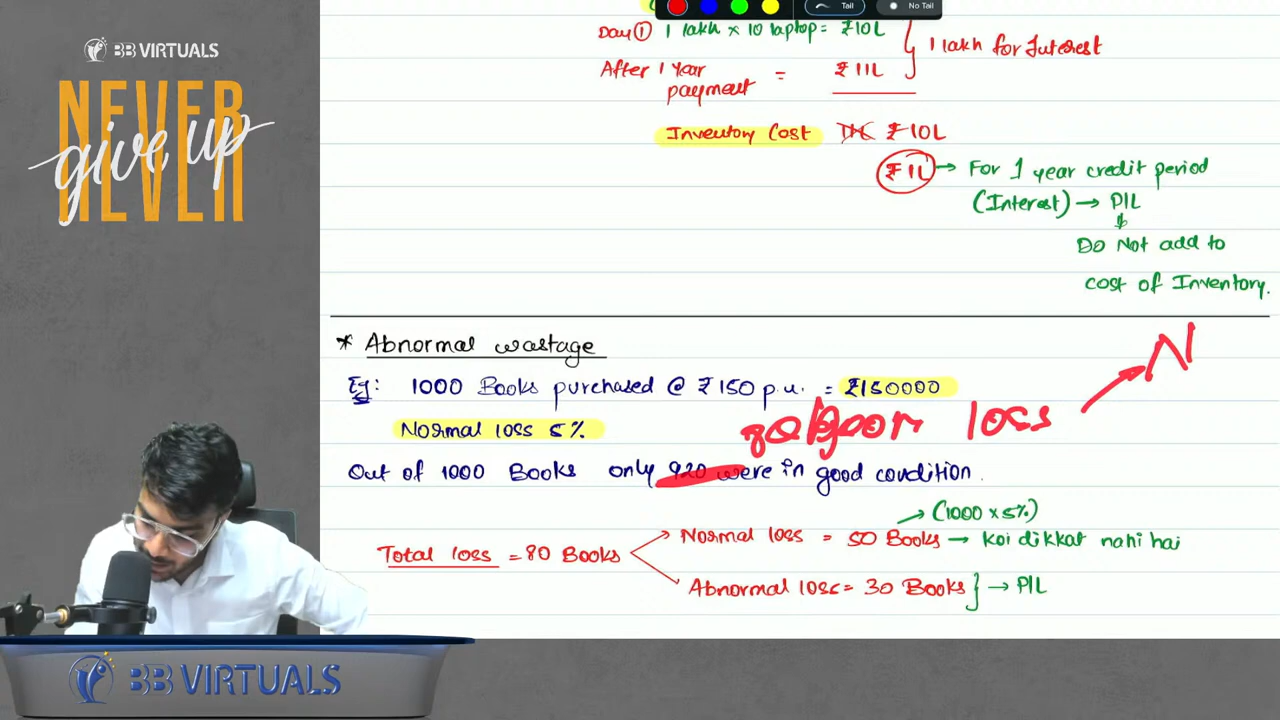 BB VIRTUALS
NEVER
give up
NEVER
Tail
No Tail
Day ① 1 lakh × 10 laptop = ₹10L
1 lakh for Interest
After 1 year payment = ₹11L
Inventory Cost ₹10L
₹1L → For 1 year credit period
(Interest) → P/L
Do Not add to
cost of Inventory.
* Abnormal wastage
Eg: 1000 Books purchased @ ₹150 p.u. = ₹150000
Normal loss 5%
loss → N
Out of 1000 Books only 920 were in good condition.
→ (1000 × 5%)
Total loss = 80 Books
Normal loss = 50 Books → koi dikkat nahi hai
Abnormal loss = 30 Books } → P/L
BB VIRTUALS